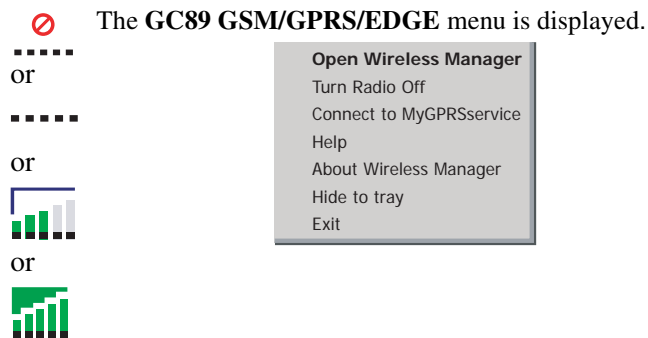 The GC89 GSM/GPRS/EDGE menu is displayed.
or
or
or
Open Wireless Manager
Turn Radio Off
Connect to MyGPRSservice
Help
About Wireless Manager
Hide to tray
Exit